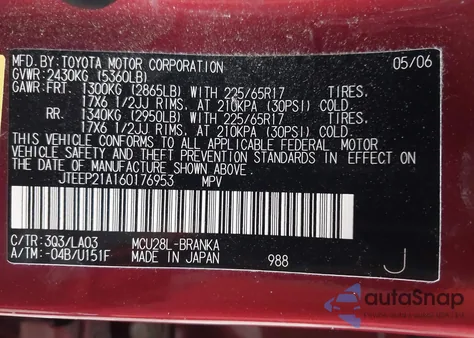 MFD. BY: TOYOTA MOTOR CORPORATION 05/06
GVWR: 2430KG (5360LB)
GAWR: FRT. 1300KG (2865LB) WITH 225/65R17 TIRES,
17X6 1/2JJ RIMS, AT 210KPA (30PSI) COLD.
RR. 1340KG (2950LB) WITH 225/65R17 TIRES,
17X6 1/2JJ RIMS, AT 210KPA (30PSI) COLD.
THIS VEHICLE CONFORMS TO ALL APPLICABLE FEDERAL MOTOR
VEHICLE SAFETY AND THEFT PREVENTION STANDARDS IN EFFECT ON
THE DATE OF MANUFACTURE SHOWN ABOVE.
JTEEP21A160176953 MPV
C/TR: 3Q3/LA03 MCU28L-BRANKA
A/TM: -04B/U151F MADE IN JAPAN 988 J
autoSnap
POWERED BY AUTOBIDMASTER